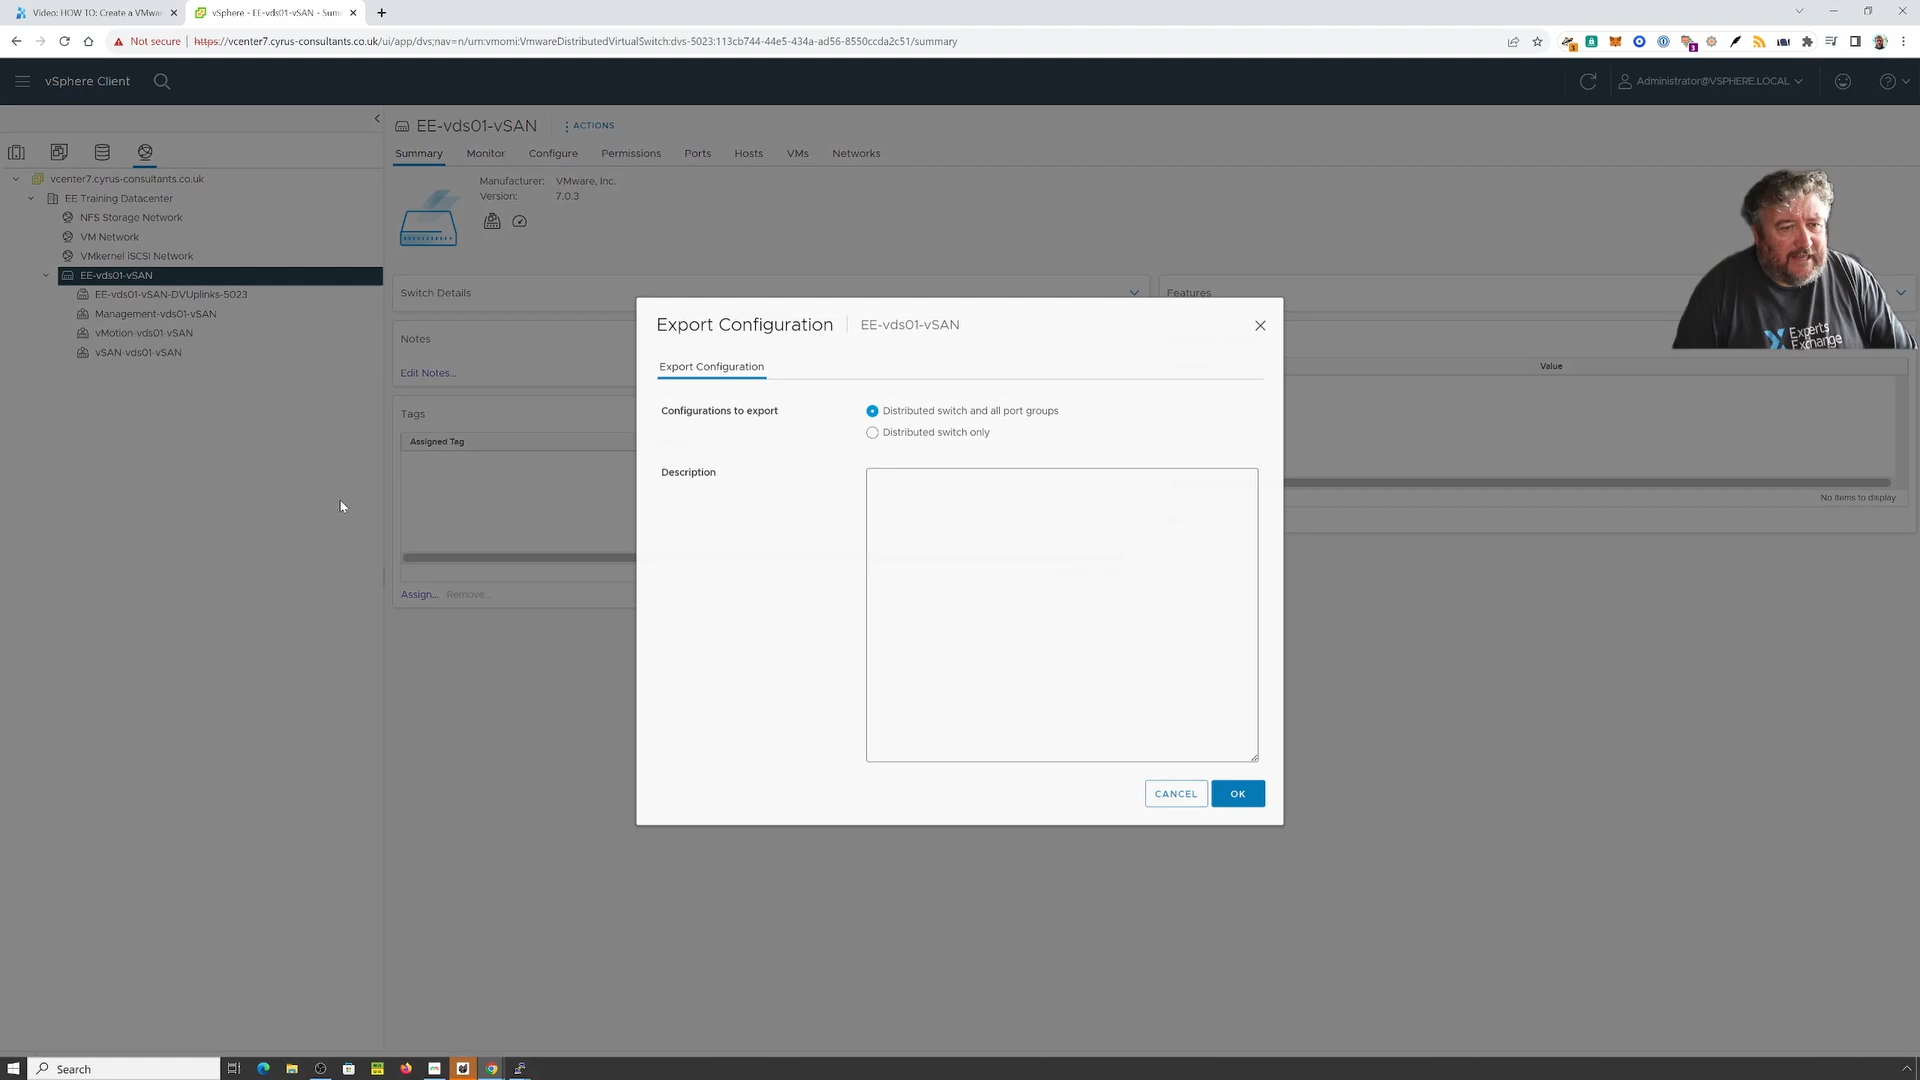 Video: HOW TO: Create a VMwar
vSphere - EE-vds01-vSAN - Sum
Not secure
https://vcenter7.cyrus-consultants.co.uk/ui/app/dvs;nav=n/urn:vmomi:VmwareDistributedVirtualSwitch:dvs-5023:113cb744-44e5-434a-ad56-8550ccda2c51/summary
vSphere Client
Administrator@VSPHERE.LOCAL
EE-vds01-vSAN
ACTIONS
Summary Monitor Configure Permissions Ports Hosts VMs Networks
vcenter7.cyrus-consultants.co.uk
EE Training Datacenter
NFS Storage Network
VM Network
VMkernel iSCSI Network
EE-vds01-vSAN
EE-vds01-vSAN-DVUplinks-5023
Management-vds01-vSAN
vMotion-vds01-vSAN
vSAN-vds01-vSAN
Manufacturer: VMware, Inc.
Version: 7.0.3
Switch Details
Features
Notes
Edit Notes...
Value
Tags
Assigned Tag
No items to display
Assign... Remove...
Export Configuration EE-vds01-vSAN
Export Configuration
Configurations to export
Distributed switch and all port groups
Distributed switch only
Description
CANCEL
OK
Experts
Exchange
Search